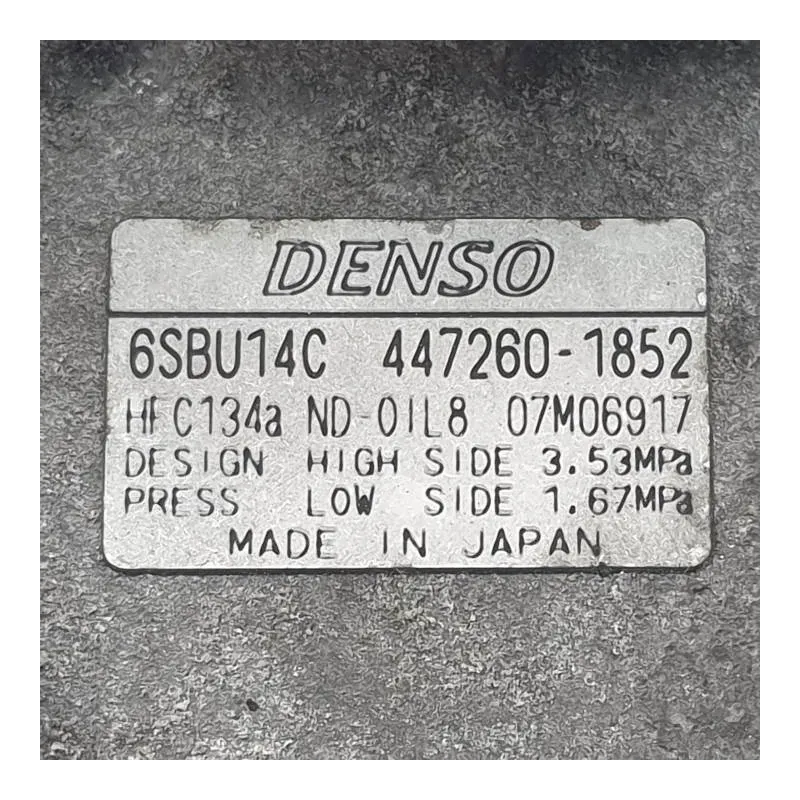 DENSO
6SBU14C 447260-1852
HFC134a ND-OIL8 07M06917
DESIGN HIGH SIDE 3.53MPa
PRESS LOW SIDE 1.67MPa
MADE IN JAPAN